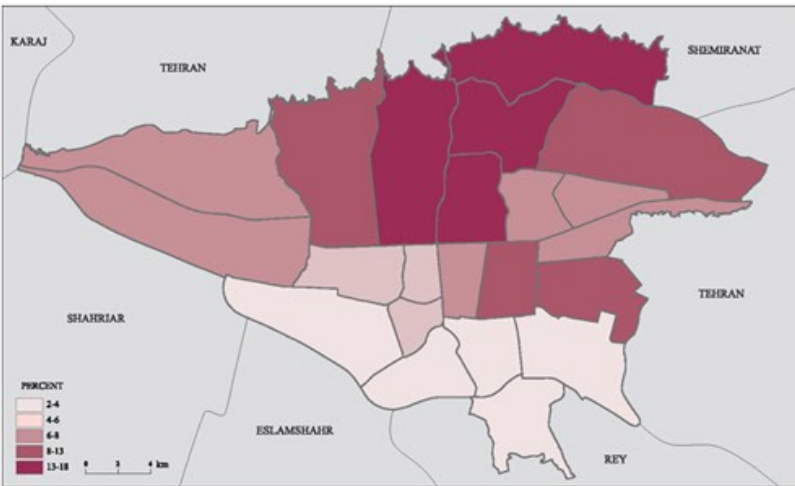 KARAJ
TEHRAN
SHEMIRANAT
TEHRAN
SHAHRIAR
ESLAMSHAHR
REY
PERCENT
2-4
4-6
6-8
8-13
13-18
0 2 4 km